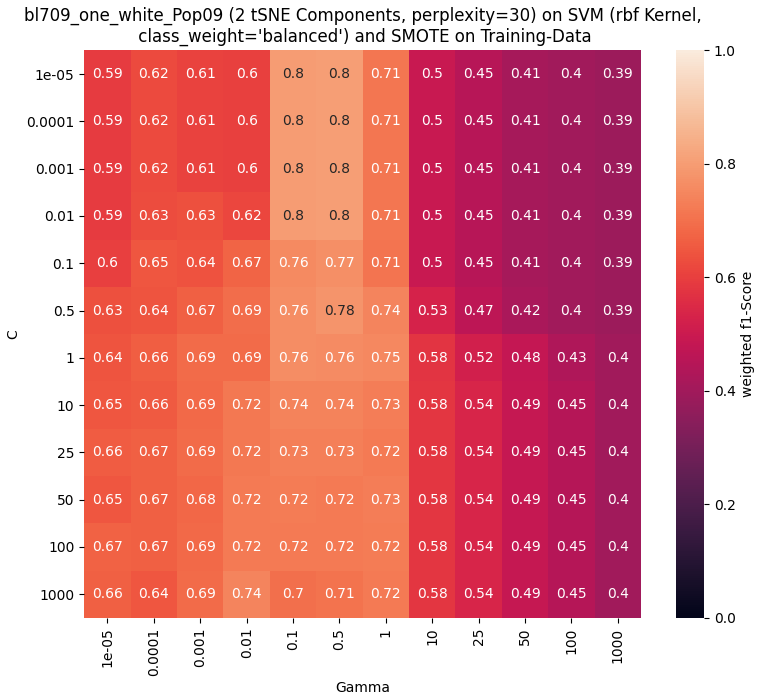 bl709_one_white_Pop09 (2 tSNE Components, perplexity=30) on SVM (rbf Kernel,
class_weight='balanced') and SMOTE on Training-Data
1e-05 0.59 0.62 0.61 0.6 0.8 0.8 0.71 0.5 0.45 0.41 0.4 0.39
0.0001 0.59 0.62 0.61 0.6 0.8 0.8 0.71 0.5 0.45 0.41 0.4 0.39
0.001 0.59 0.62 0.61 0.6 0.8 0.8 0.71 0.5 0.45 0.41 0.4 0.39
0.01 0.59 0.63 0.63 0.62 0.8 0.8 0.71 0.5 0.45 0.41 0.4 0.39
0.1 0.6 0.65 0.64 0.67 0.76 0.77 0.71 0.5 0.45 0.41 0.4 0.39
0.5 0.63 0.64 0.67 0.69 0.76 0.78 0.74 0.53 0.47 0.42 0.4 0.39
1 0.64 0.66 0.69 0.69 0.76 0.76 0.75 0.58 0.52 0.48 0.43 0.4
10 0.65 0.66 0.69 0.72 0.74 0.74 0.73 0.58 0.54 0.49 0.45 0.4
25 0.66 0.67 0.69 0.72 0.73 0.73 0.72 0.58 0.54 0.49 0.45 0.4
50 0.65 0.67 0.68 0.72 0.72 0.72 0.73 0.58 0.54 0.49 0.45 0.4
100 0.67 0.67 0.69 0.72 0.72 0.72 0.72 0.58 0.54 0.49 0.45 0.4
1000 0.66 0.64 0.69 0.74 0.7 0.71 0.72 0.58 0.54 0.49 0.45 0.4
C
1e-05 0.0001 0.001 0.01 0.1 0.5 1 10 25 50 100 1000
Gamma
1.0
0.8
0.6
0.4
0.2
0.0
weighted f1-Score